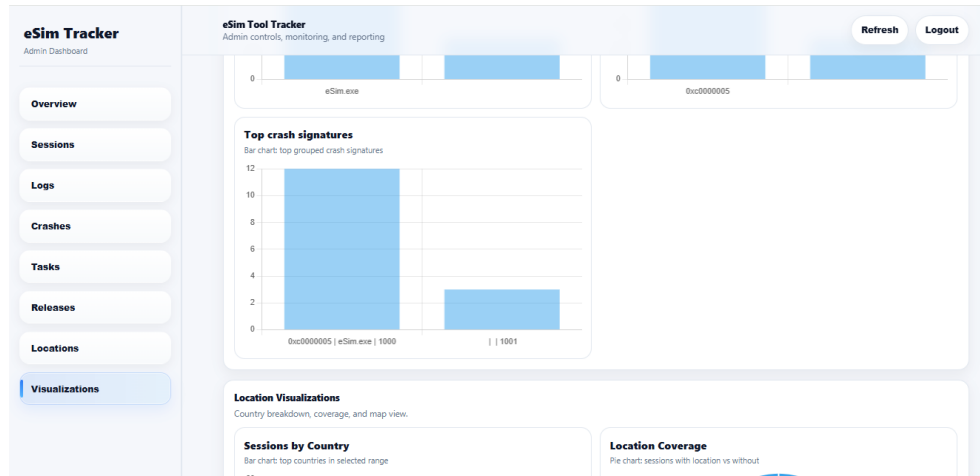 eSim Tracker
Admin Dashboard
Overview
Sessions
Logs
Crashes
Tasks
Releases
Locations
Visualizations
eSim Tool Tracker
Admin controls, monitoring, and reporting
Refresh
Logout
0
eSim.exe
0
0xc0000005
Top crash signatures
Bar chart: top grouped crash signatures
12
10
8
6
4
2
0
0xc0000005 | eSim.exe | 1000
| | 1001
Location Visualizations
Country breakdown, coverage, and map view.
Sessions by Country
Bar chart: top countries in selected range
Location Coverage
Pie chart: sessions with location vs without